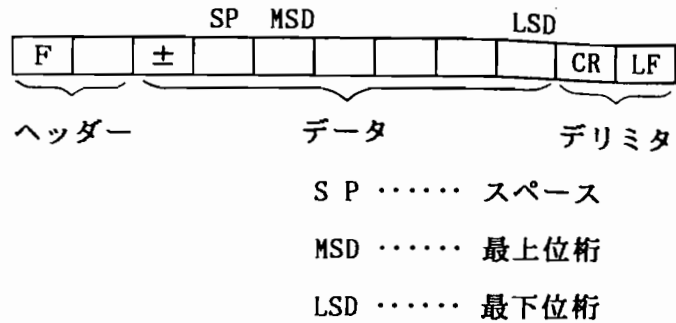 SP MSD LSD
F ± CR LF
ヘッダー データ デリミタ
SP …… スペース
MSD …… 最上位桁
LSD …… 最下位桁